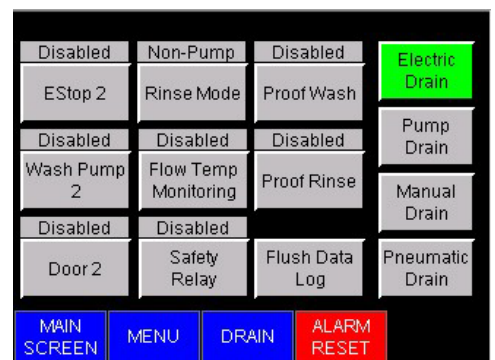 Disabled
Non-Pump
Disabled
EStop 2
Rinse Mode
Proof Wash
Electric
Drain
Disabled
Disabled
Disabled
Wash Pump
2
Flow Temp
Monitoring
Proof Rinse
Pump
Drain
Disabled
Disabled
Door 2
Safety
Relay
Flush Data
Log
Manual
Drain
Pneumatic
Drain
MAIN
SCREEN
MENU
DRAIN
ALARM
RESET